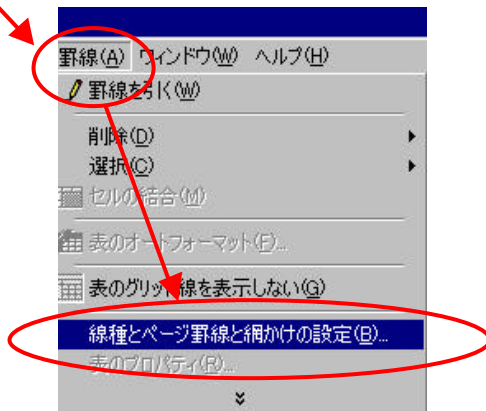 罫線(A) ウィンドウ(W) ヘルプ(H)
罫線を引く(W)
削除(D)
選択(C)
セルの結合(M)
表のオートフォーマット(F)...
表のグリッド線を表示しない(G)
線種とページ罫線と網かけの設定(B)...
表のプロパティ(R)...